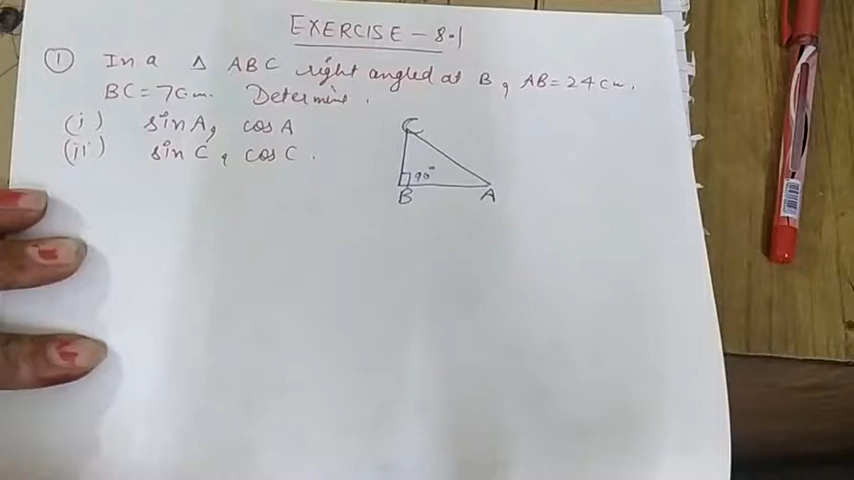 EXERCISE - 8.1
① In a Δ ABC right angled at B, AB = 24 cm,
BC = 7 cm. Determine.
(i) sin A, cos A
(ii) sin C, cos C.
C
90°
B
A